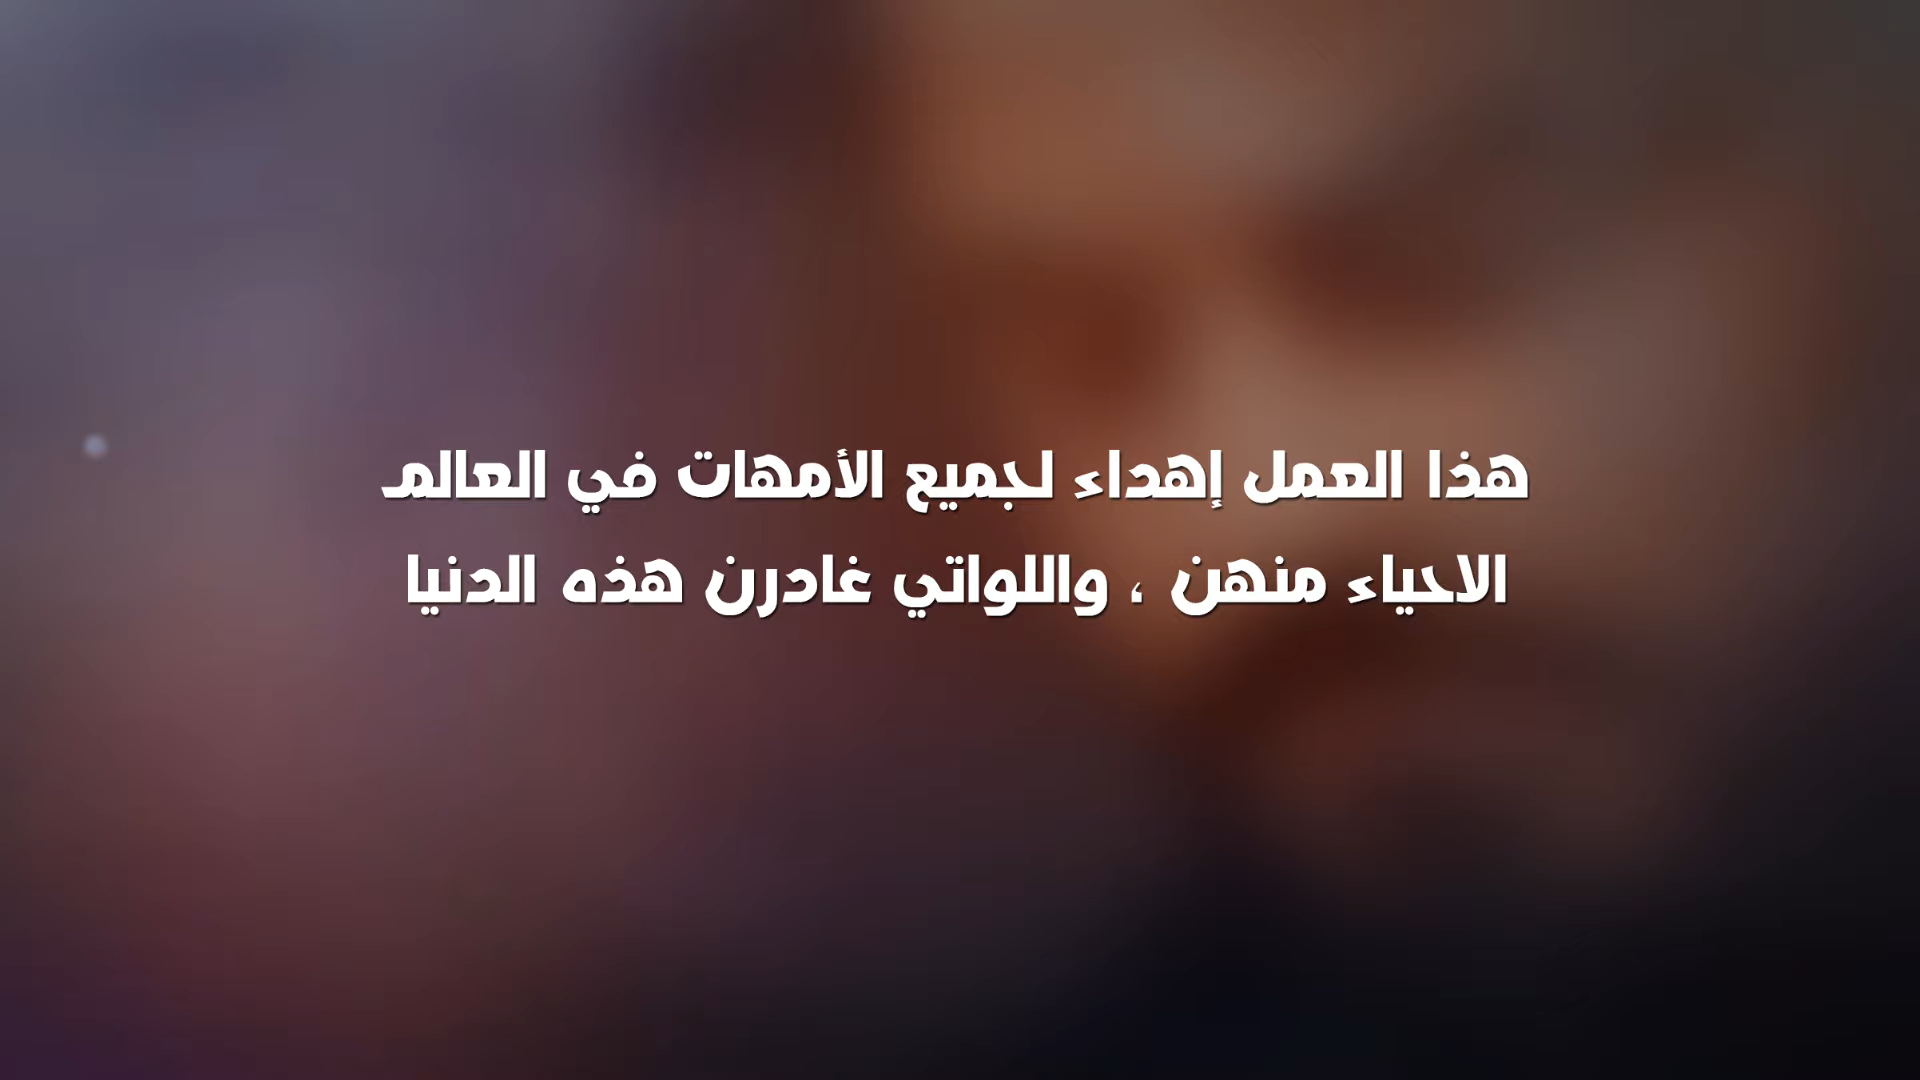 هذا العمل إهداء لجميع الأمهات في العالم
الاحياء منهن ، واللواتي غادرن هذه الدنيا